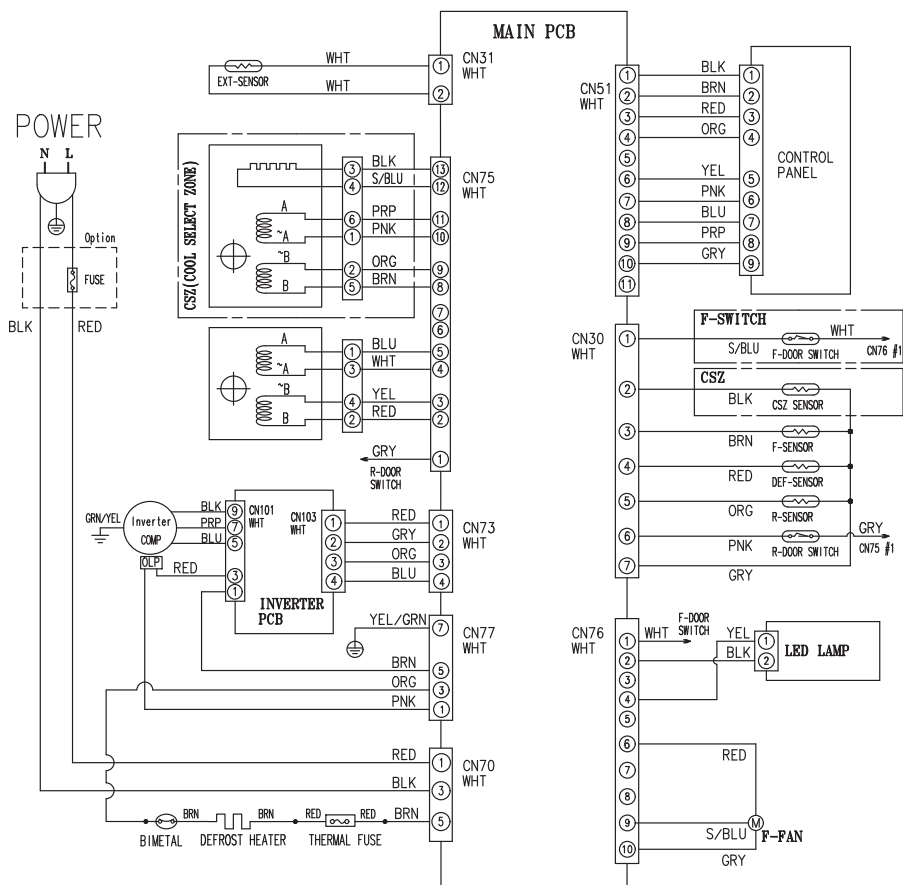 MAIN PCB
EXT-SENSOR
WHT
WHT
1
2
CN31
WHT
POWER
N L
Option
FUSE
BLK
RED
CSZ(COOL SELECT ZONE)
A
~A
~B
B
3 BLK 13
4 S/BLU 12
6 PRP 11
1 PNK 10
2 ORG 9
5 BRN 8
7
6
CN75
WHT
A
~A
~B
B
1 BLU 5
3 WHT 4
4 YEL 3
2 RED 2
GRY 1
R-DOOR
SWITCH
GRN/YEL
Inverter
COMP
OLP
BLK 9
PRP 7
BLU 5
RED 3
1
CN101
WHT
CN103
WHT
INVERTER
PCB
1 RED 1
2 GRY 2
3 ORG 3
4 BLU 4
CN73
WHT
YEL/GRN 7
BRN 5
ORG 3
PNK 1
CN77
WHT
RED 1
BLK 3
BRN 5
CN70
WHT
BRN BRN RED RED
BIMETAL DEFROST HEATER THERMAL FUSE
CN51
WHT
1 BLK 1
2 BRN 2
3 RED 3
4 ORG 4
5
6 YEL 5
7 PNK 6
8 BLU 7
9 PRP 8
10 GRY 9
11
CONTROL
PANEL
CN30
WHT
F-SWITCH
1 S/BLU F-DOOR SWITCH WHT CN76 #1
CSZ
2 BLK CSZ SENSOR
3 BRN F-SENSOR
4 RED DEF-SENSOR
5 ORG R-SENSOR
6 PNK R-DOOR SWITCH GRY CN75 #1
7 GRY
CN76
WHT
1 WHT F-DOOR
SWITCH
YEL 1
2 BLK 2
LED LAMP
3
4
5
6 RED
7
8
9 S/BLU M F-FAN
10 GRY